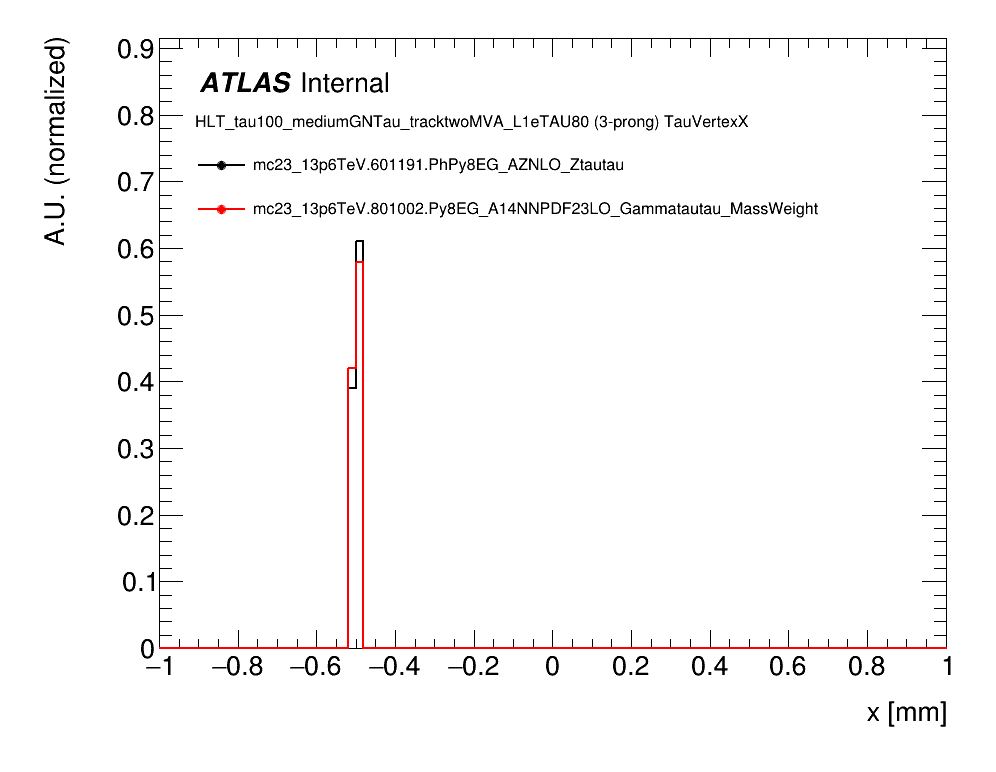 A.U. (normalized)
0.9
0.8
0.7
0.6
0.5
0.4
0.3
0.2
0.1
0
ATLAS Internal
HLT_tau100_mediumGNTau_tracktwoMVA_L1eTAU80 (3-prong) TauVertexX
mc23_13p6TeV.601191.PhPy8EG_AZNLO_Ztautau
mc23_13p6TeV.801002.Py8EG_A14NNPDF23LO_Gammatautau_MassWeight
−1 −0.8 −0.6 −0.4 −0.2 0 0.2 0.4 0.6 0.8 1
x [mm]